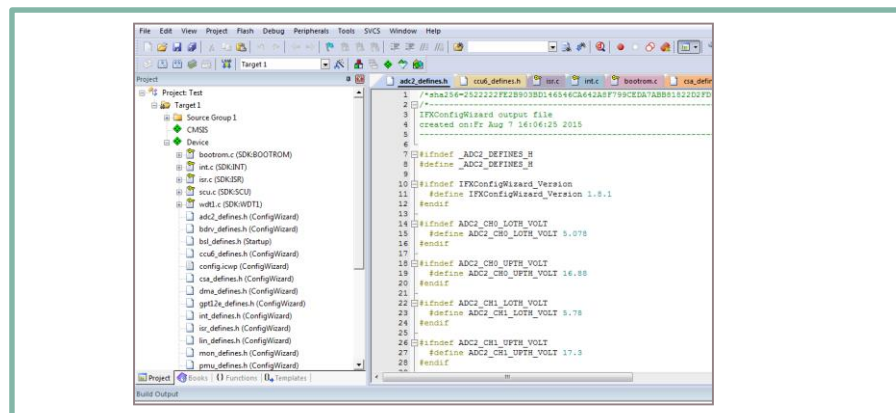 File Edit View Project Flash Debug Peripherals Tools SVCS Window Help
Target 1
Project
Project: Test
Target 1
Source Group 1
CMSIS
Device
bootrom.c (SDK:BOOTROM)
int.c (SDK:INT)
isr.c (SDK:ISR)
scu.c (SDK:SCU)
wdt1.c (SDK:WDT1)
adc2_defines.h (ConfigWizard)
bdrv_defines.h (ConfigWizard)
bsl_defines.h (Startup)
ccu6_defines.h (ConfigWizard)
config.icwp (ConfigWizard)
csa_defines.h (ConfigWizard)
dma_defines.h (ConfigWizard)
gpt12e_defines.h (ConfigWizard)
int_defines.h (ConfigWizard)
isr_defines.h (ConfigWizard)
lin_defines.h (ConfigWizard)
mon_defines.h (ConfigWizard)
pmu_defines.h (ConfigWizard)
Project Books {} Functions Templates
adc2_defines.h ccu6_defines.h isr.c int.c bootrom.c csa_defin
1 /*sha256=
2 /*
3 IFXConfigWizard output file
4 created on:Fr Aug 7 16:06:25 2015
5
6
7 #ifndef _ADC2_DEFINES_H
8 #define _ADC2_DEFINES_H
9
10 #ifndef IFXConfigWizard_Version
11 #define IFXConfigWizard_Version 1.8.1
12 #endif
13
14 #ifndef ADC2_CH0_LOTH_VOLT
15 #define ADC2_CH0_LOTH_VOLT 5.078
16 #endif
17
18 #ifndef ADC2_CH0_UPTH_VOLT
19 #define ADC2_CH0_UPTH_VOLT 16.88
20 #endif
21
22 #ifndef ADC2_CH1_LOTH_VOLT
23 #define ADC2_CH1_LOTH_VOLT 5.78
24 #endif
25
26 #ifndef ADC2_CH1_UPTH_VOLT
27 #define ADC2_CH1_UPTH_VOLT 17.3
28 #endif
Build Output